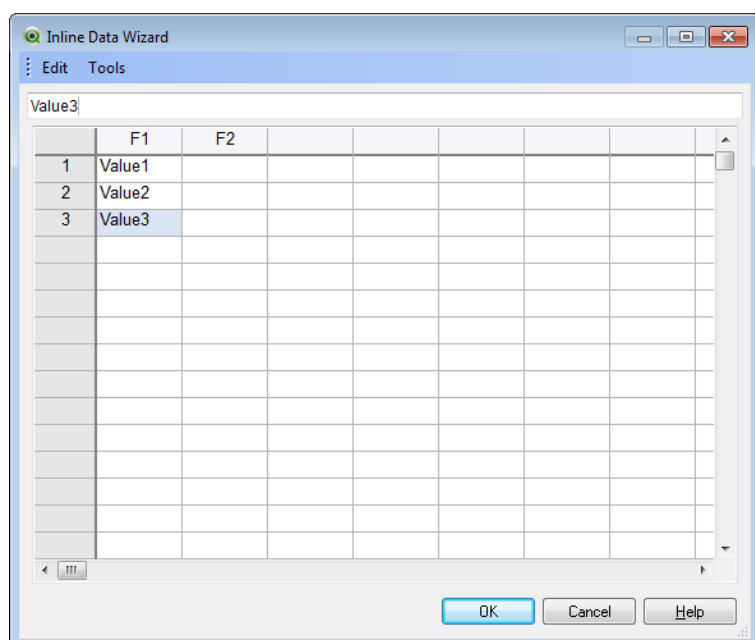 Inline Data Wizard
Edit Tools
Value3
F1 F2
1 Value1
2 Value2
3 Value3
OK Cancel Help